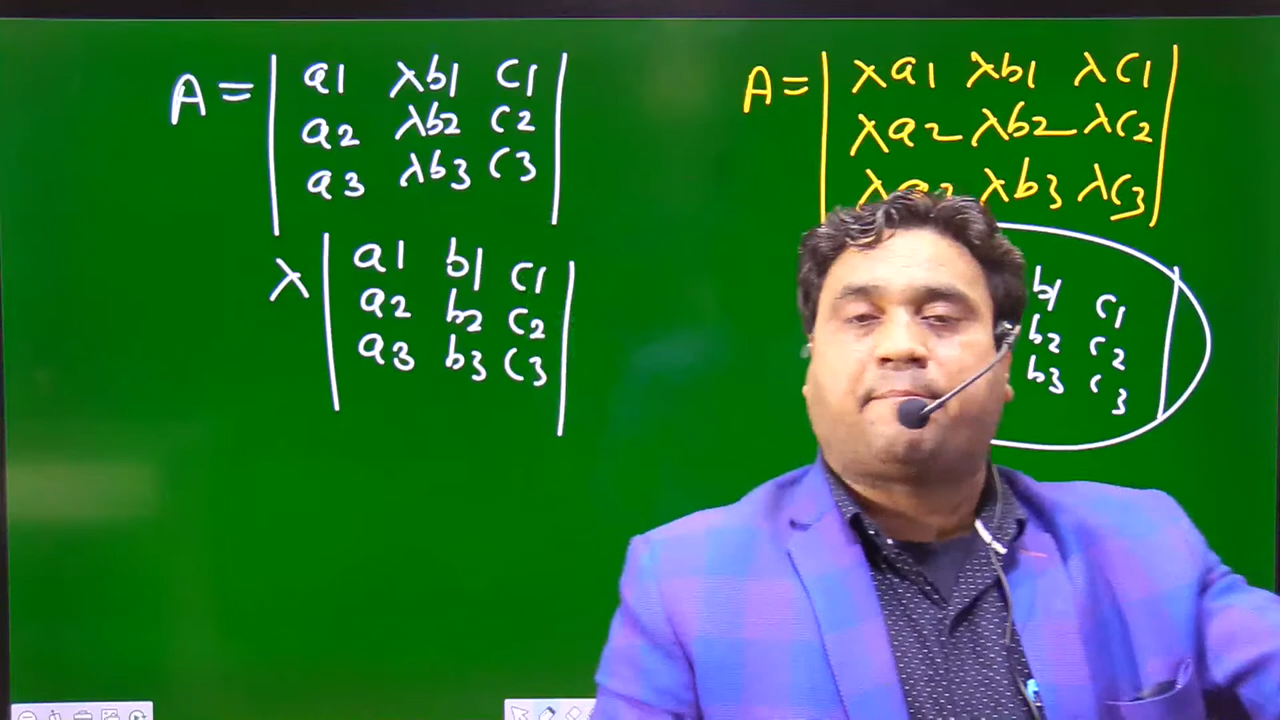 A = | a1 λb1 c1 |
a2 λb2 c2
a3 λb3 c3
λ | a1 b1 c1 |
a2 b2 c2
a3 b3 c3
A = | λa1 λb1 λc1 |
λa2 λb2 λc2
λb3 λc3
b1 c1
b2 c2
b3 c3